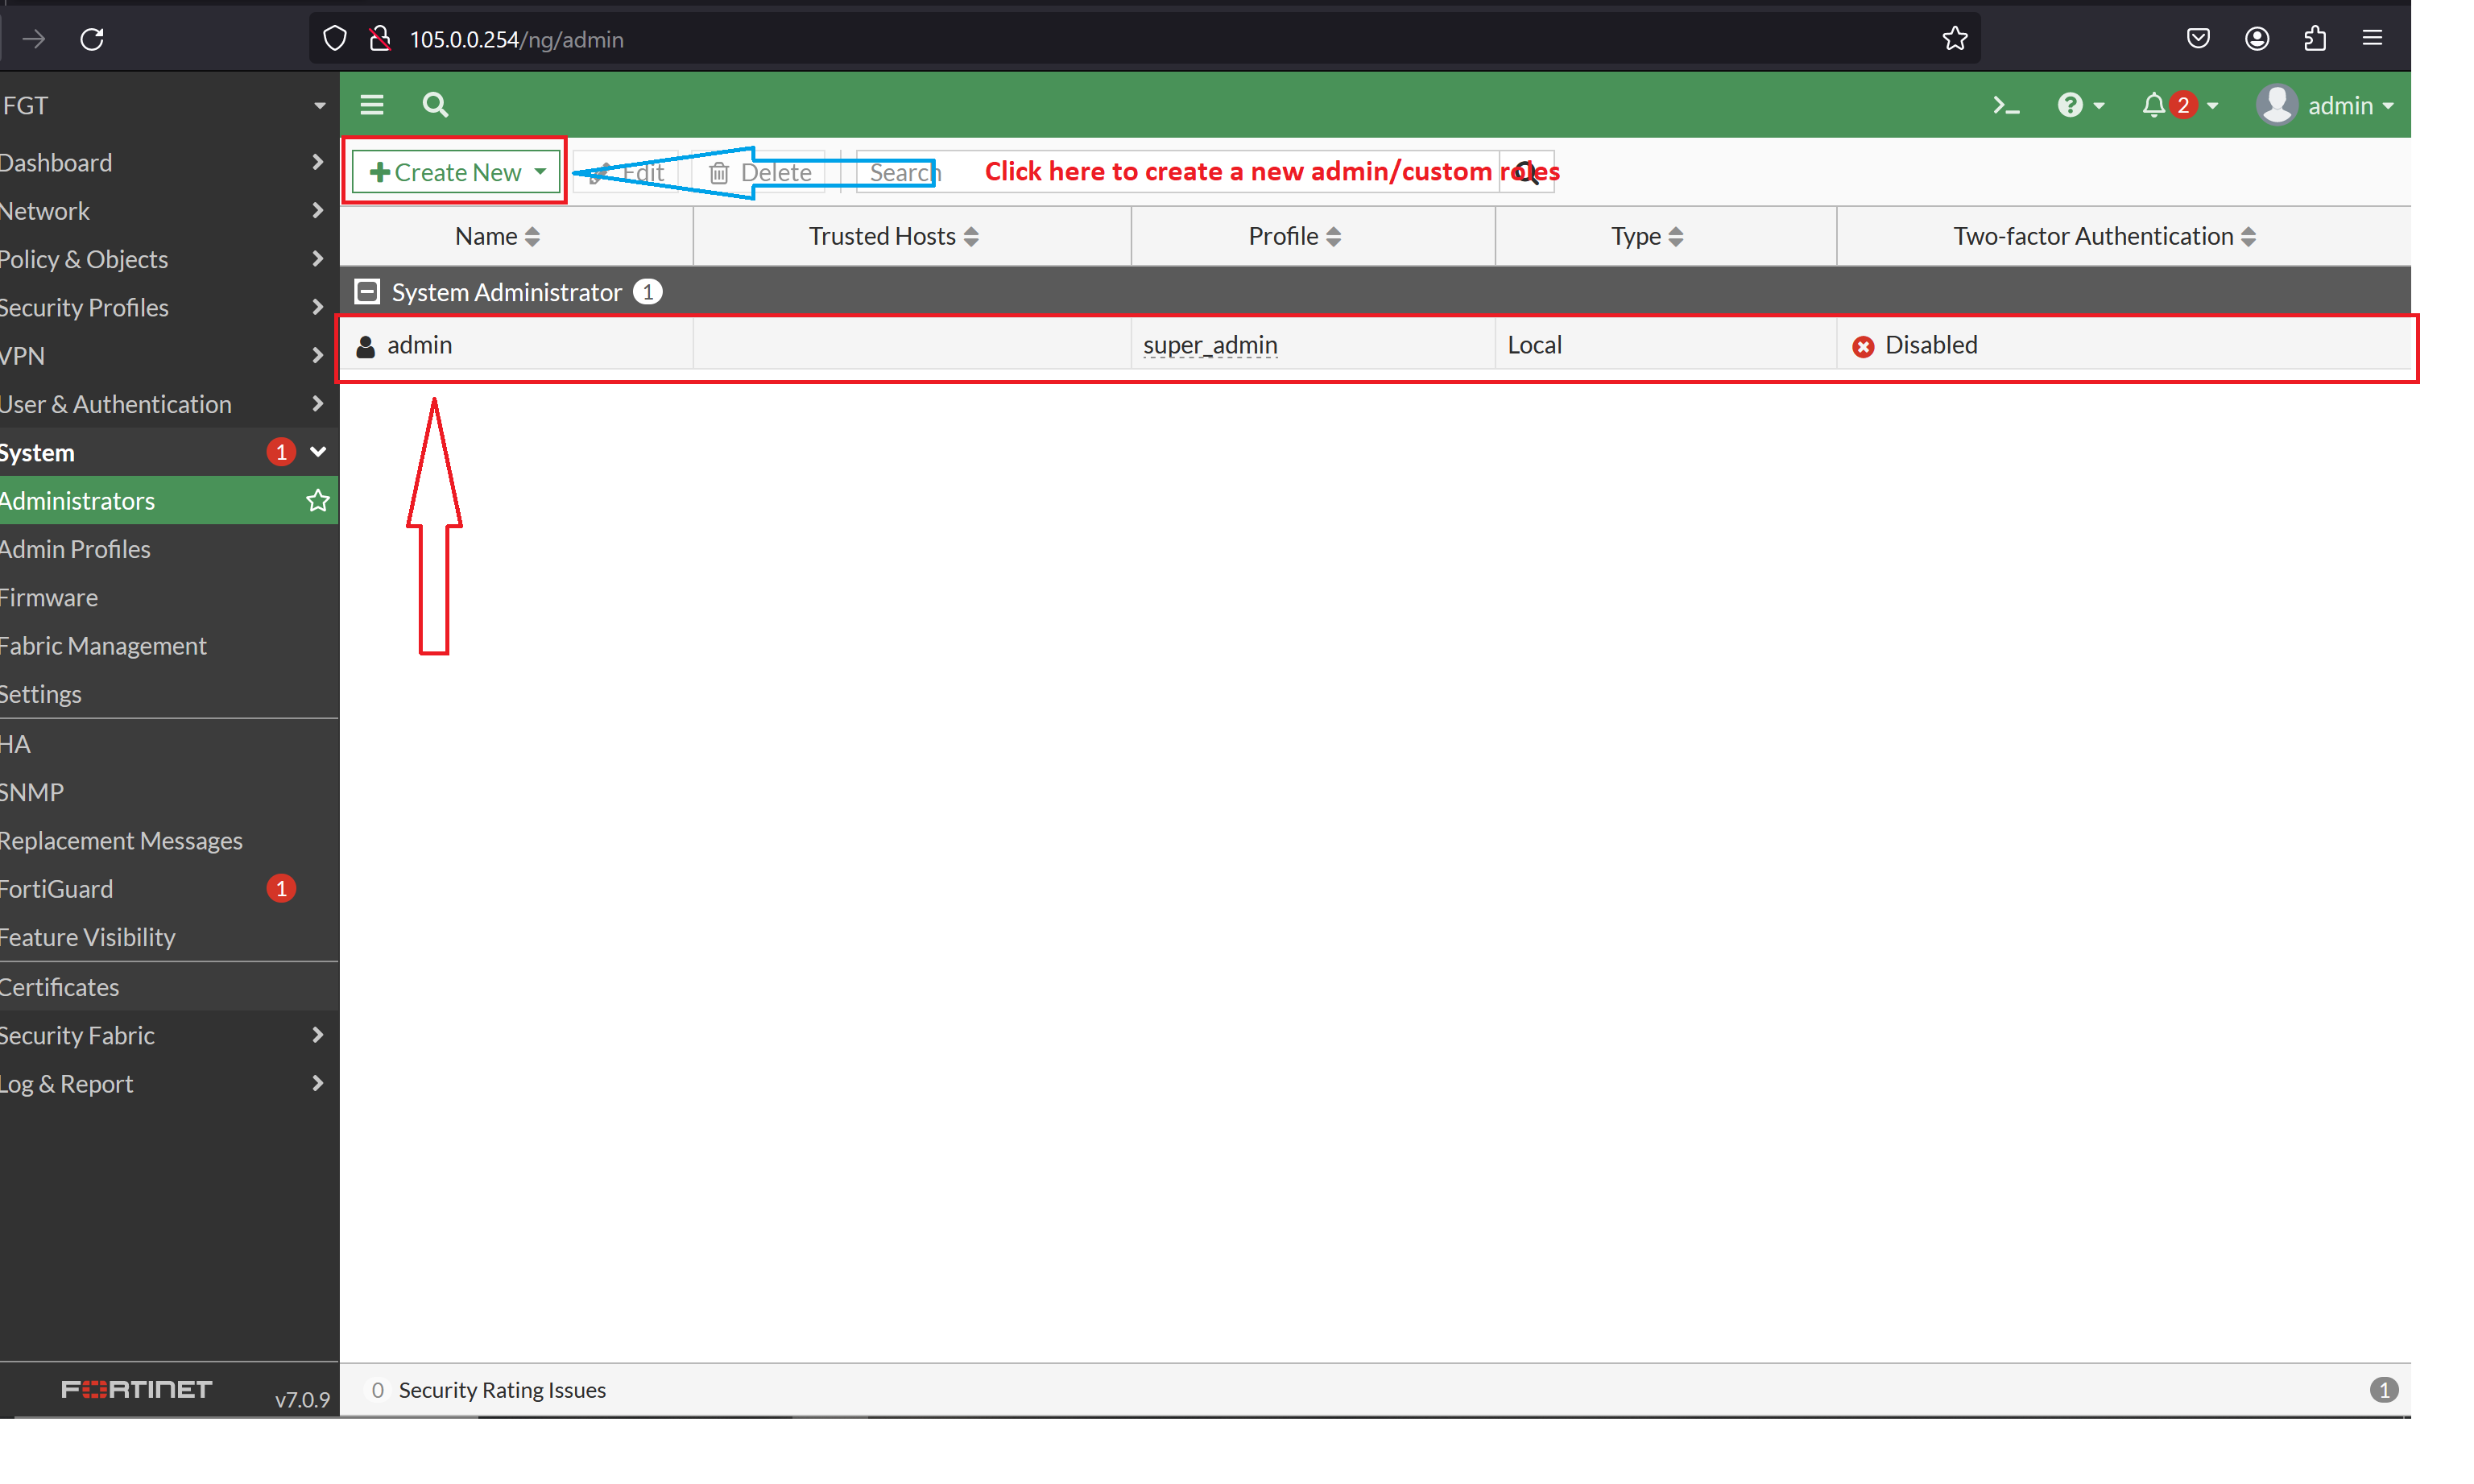 105.0.0.254/ng/admin
FGT
2
admin
Dashboard
Network
Policy & Objects
Security Profiles
VPN
User & Authentication
System 1
Administrators
Admin Profiles
Firmware
Fabric Management
Settings
HA
SNMP
Replacement Messages
FortiGuard 1
Feature Visibility
Certificates
Security Fabric
Log & Report
FORTINET v7.0.9
Create New Edit Delete Search Click here to create a new admin/custom roles
Name Trusted Hosts Profile Type Two-factor Authentication
System Administrator 1
admin super_admin Local Disabled
0 Security Rating Issues 1